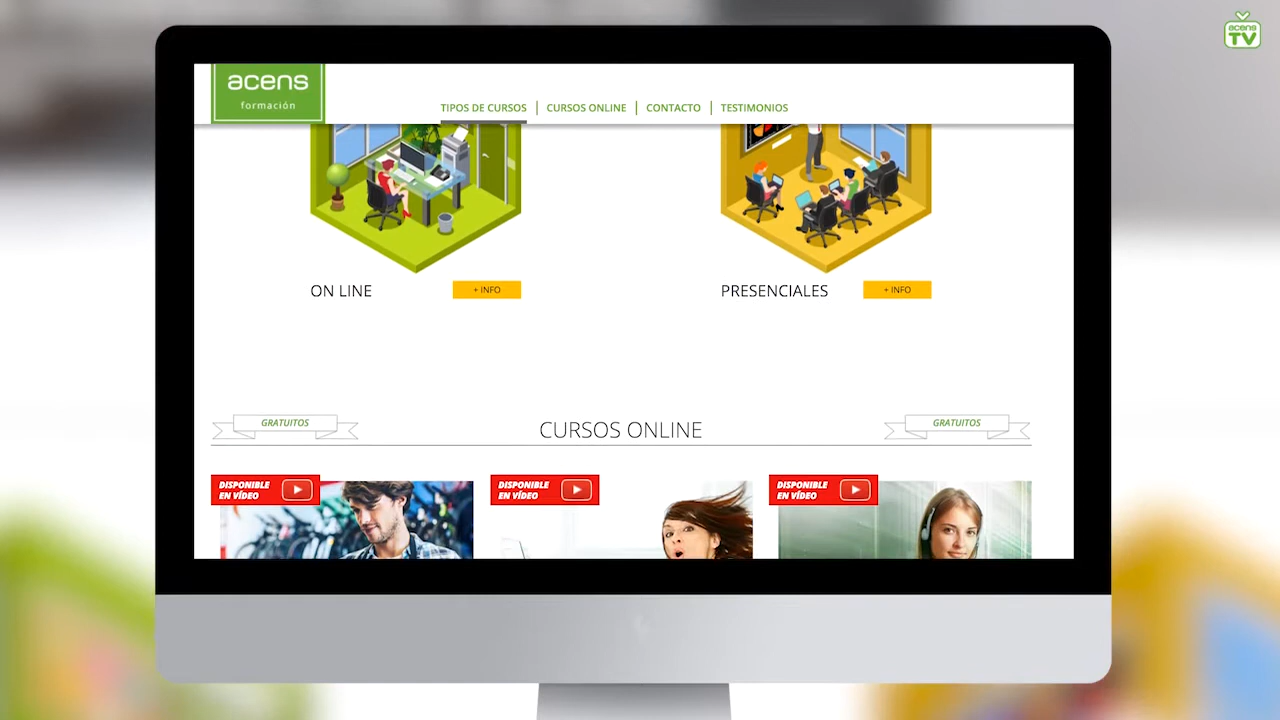 acens
TV
acens
formación
TIPOS DE CURSOS
CURSOS ONLINE
CONTACTO
TESTIMONIOS
ON LINE
+ INFO
PRESENCIALES
+ INFO
GRATUITOS
CURSOS ONLINE
GRATUITOS
DISPONIBLE
EN VÍDEO
DISPONIBLE
EN VÍDEO
DISPONIBLE
EN VÍDEO